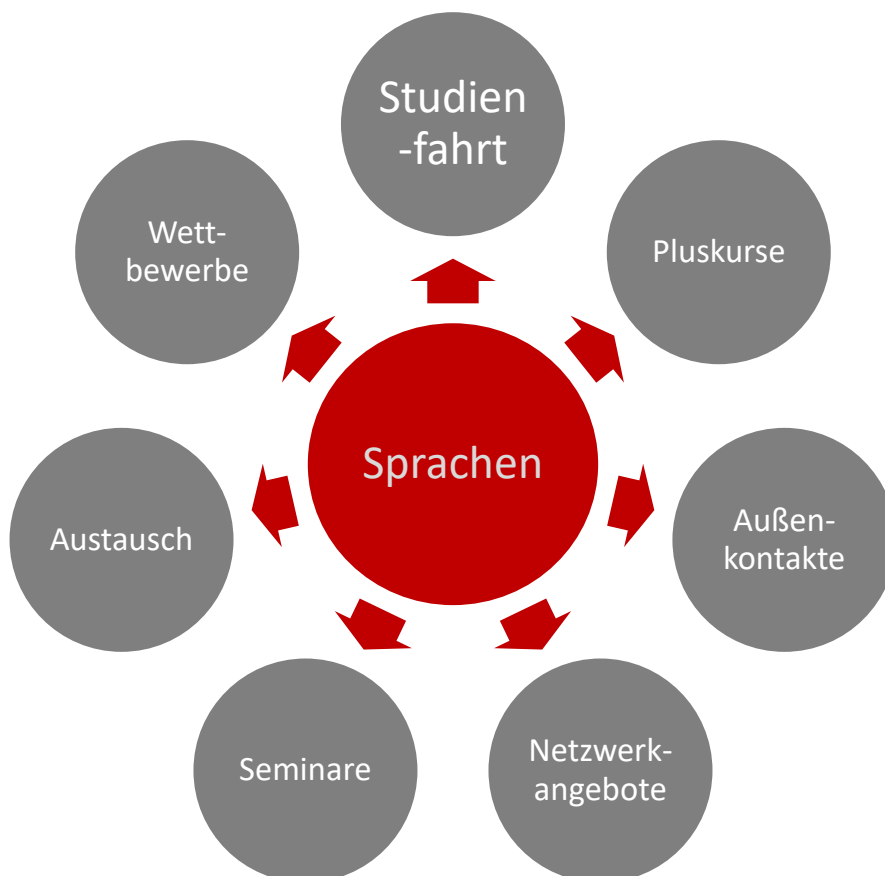 Studien
-fahrt
Pluskurse
Außen-
kontakte
Netzwerk-
angebote
Seminare
Austausch
Wett-
bewerbe
Sprachen